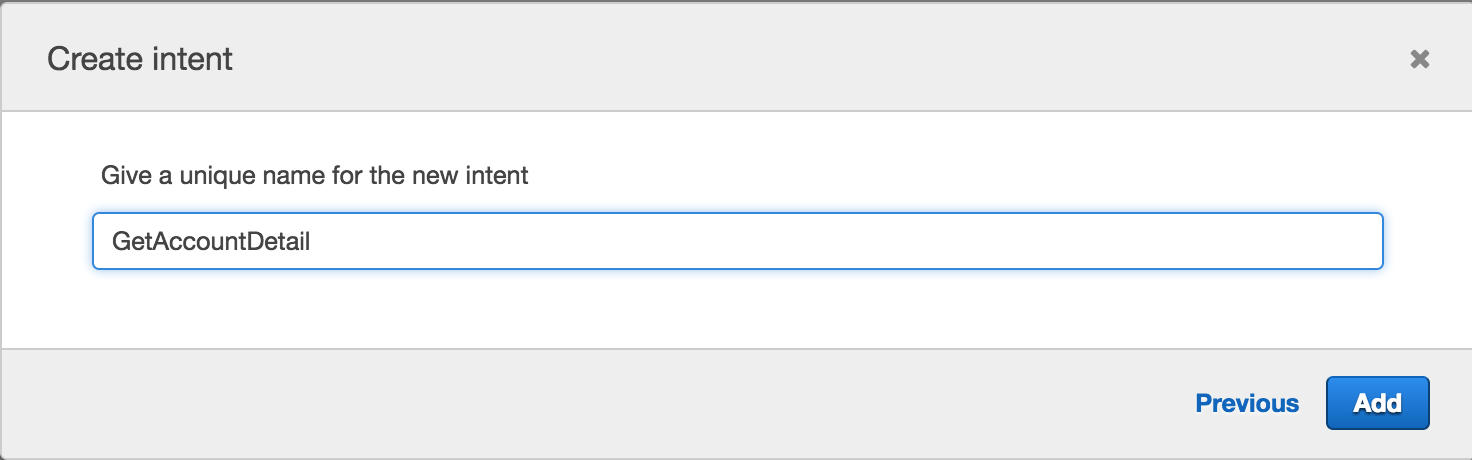 Create intent
Give a unique name for the new intent
GetAccountDetail
Previous
Add